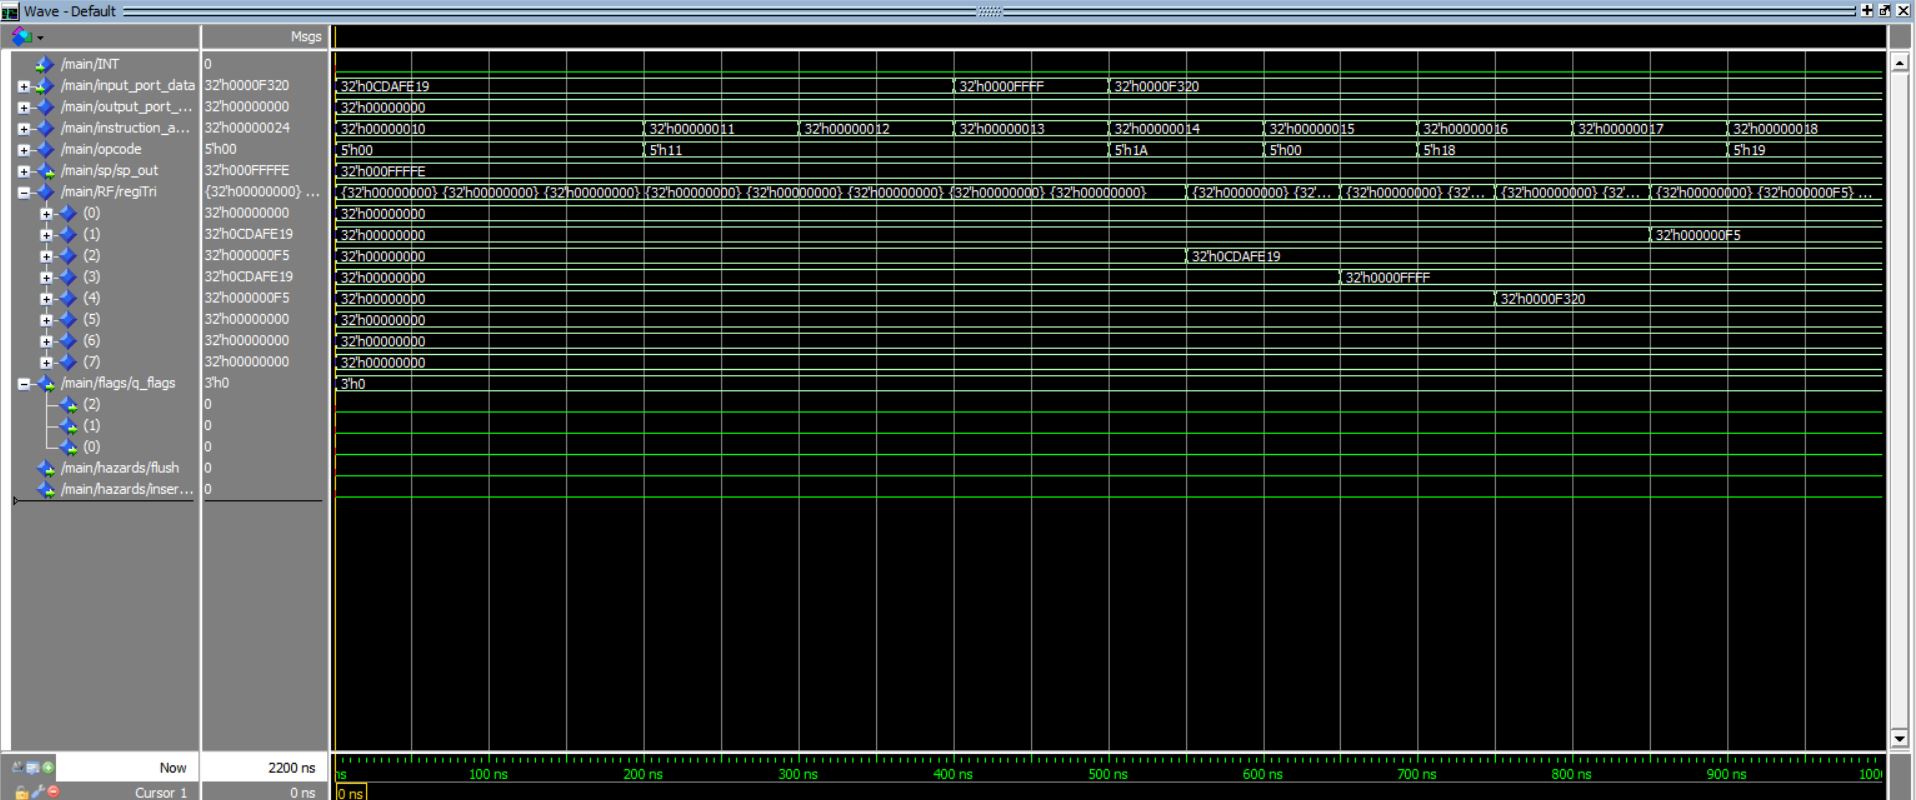 Wave - Default
Msgs
/main/INT 0
/main/input_port_data 32'h0000F320 32'h0CDAFE19 32'h0000FFFF 32'h0000F320
/main/output_port_... 32'h00000000 32'h00000000
/main/instruction_a... 32'h00000024 32'h00000010 32'h00000011 32'h00000012 32'h00000013 32'h00000014 32'h00000015 32'h00000016 32'h00000017 32'h00000018
/main/opcode 5'h00 5'h00 5'h11 5'h1A 5'h00 5'h18 5'h19
/main/sp/sp_out 32'h000FFFFE 32'h000FFFFE
/main/RF/regiTri {32'h00000000} ... {32'h00000000} {32'h00000000} {32'h00000000} {32'h00000000} {32'h00000000} {32'h00000000} {32'h00000000} {32'h00000000} {32'h00000000} {32'... {32'h00000000} {32'... {32'h00000000} {32'... {32'h00000000} {32'h000000F5} ...
(0) 32'h00000000 32'h00000000
(1) 32'h0CDAFE19 32'h00000000 32'h000000F5
(2) 32'h000000F5 32'h00000000 32'h0CDAFE19
(3) 32'h0CDAFE19 32'h00000000 32'h0000FFFF
(4) 32'h000000F5 32'h00000000 32'h0000F320
(5) 32'h00000000 32'h00000000
(6) 32'h00000000 32'h00000000
(7) 32'h00000000 32'h00000000
/main/flags/q_flags 3'h0 3'h0
(2) 0
(1) 0
(0) 0
/main/hazards/flush 0
/main/hazards/inser... 0
Now 2200 ns ns 100 ns 200 ns 300 ns 400 ns 500 ns 600 ns 700 ns 800 ns 900 ns 100
Cursor 1 0 ns 0 ns